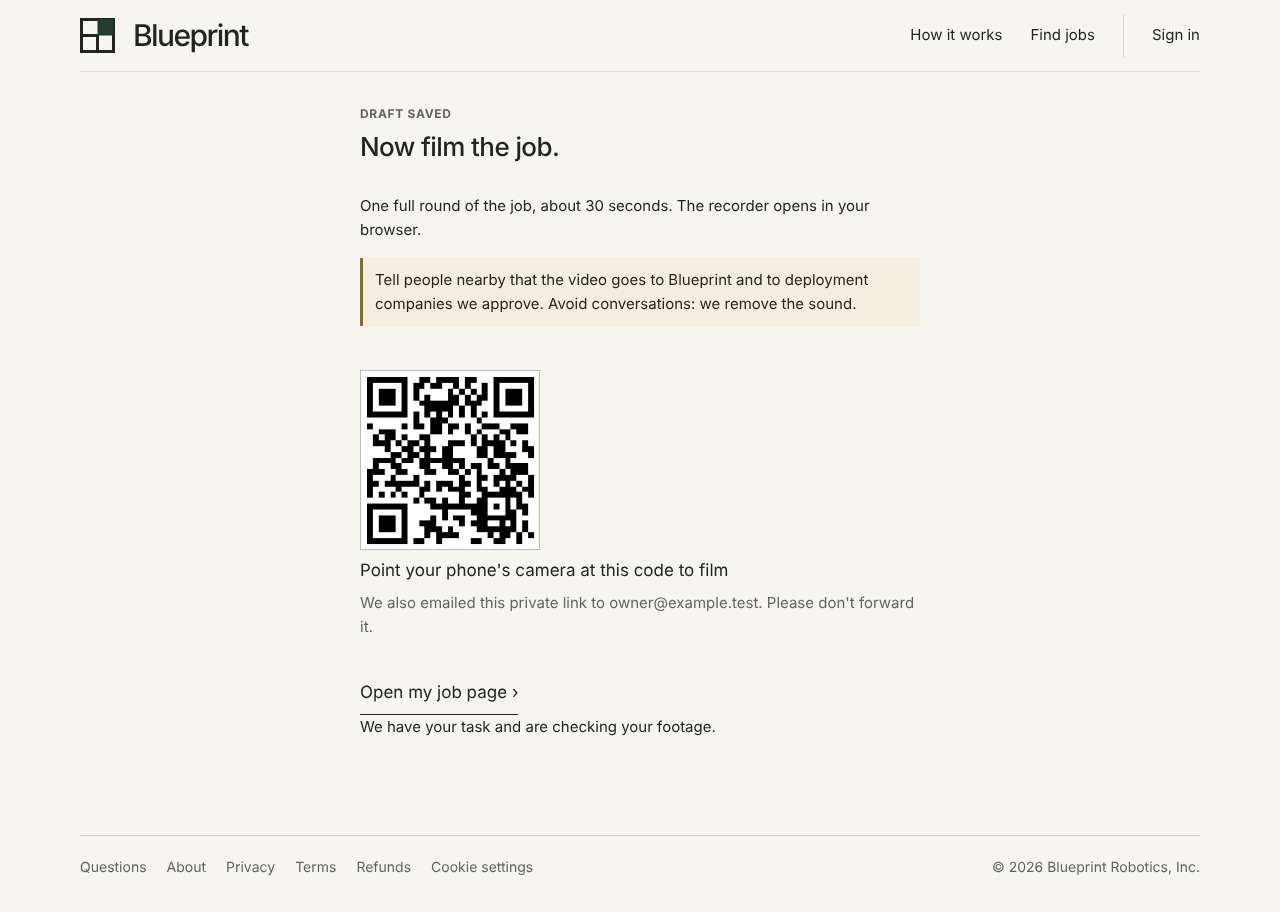 Blueprint
How it works
Find jobs
Sign in
DRAFT SAVED
Now film the job.
One full round of the job, about 30 seconds. The recorder opens in your
browser.
Tell people nearby that the video goes to Blueprint and to deployment
companies we approve. Avoid conversations: we remove the sound.
Point your phone's camera at this code to film
We also emailed this private link to owner@example.test. Please don't forward
it.
Open my job page ›
We have your task and are checking your footage.
Questions
About
Privacy
Terms
Refunds
Cookie settings
© 2026 Blueprint Robotics, Inc.